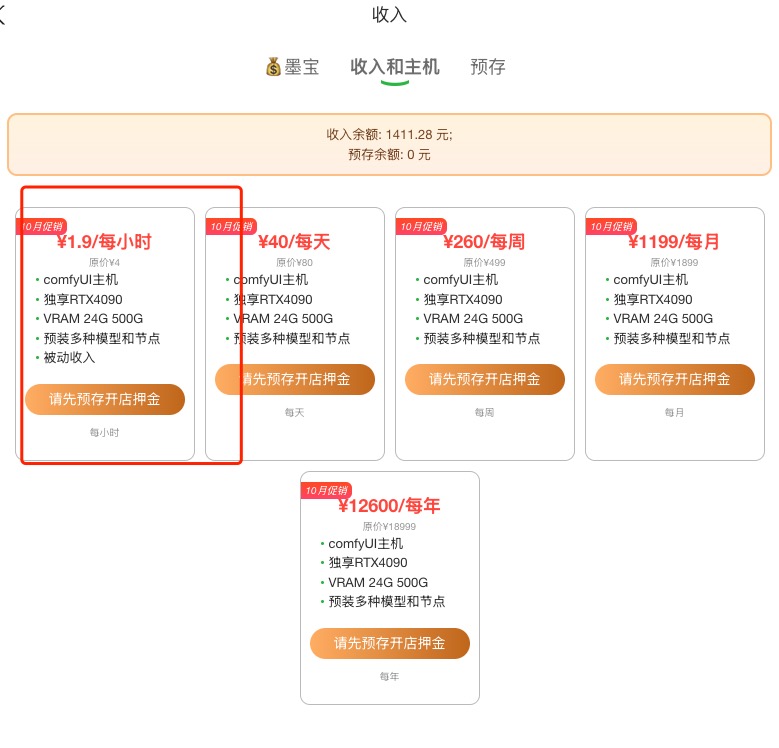 收入
墨宝
收入和主机
预存
收入余额: 1411.28 元;
预存余额: 0 元
10月促销
¥1.9/每小时
原价¥4
• comfyUI主机
• 独享RTX4090
• VRAM 24G 500G
• 预装多种模型和节点
• 被动收入
请先预存开店押金
每小时
10月促销
¥40/每天
原价¥80
• comfyUI主机
• 独享RTX4090
• VRAM 24G 500G
• 预装多种模型和节点
请先预存开店押金
每天
10月促销
¥260/每周
原价¥499
• comfyUI主机
• 独享RTX4090
• VRAM 24G 500G
• 预装多种模型和节点
请先预存开店押金
每周
10月促销
¥1199/每月
原价¥1899
• comfyUI主机
• 独享RTX4090
• VRAM 24G 500G
• 预装多种模型和节点
请先预存开店押金
每月
10月促销
¥12600/每年
原价¥18999
• comfyUI主机
• 独享RTX4090
• VRAM 24G 500G
• 预装多种模型和节点
请先预存开店押金
每年